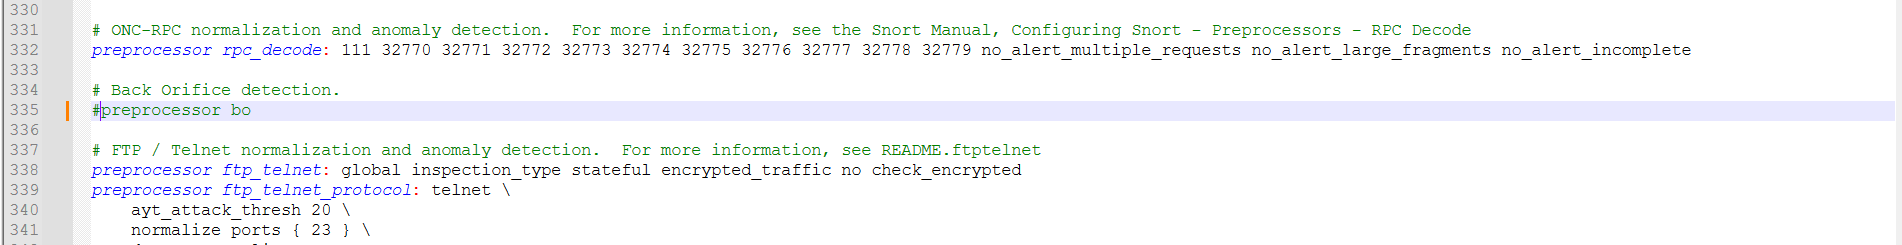 330
331 # ONC-RPC normalization and anomaly detection.  For more information, see the Snort Manual, Configuring Snort - Preprocessors - RPC Decode
332 preprocessor rpc_decode: 111 32770 32771 32772 32773 32774 32775 32776 32777 32778 32779 no_alert_multiple_requests no_alert_large_fragments no_alert_incomplete
333
334 # Back Orifice detection.
335 #preprocessor bo
336
337 # FTP / Telnet normalization and anomaly detection.  For more information, see README.ftptelnet
338 preprocessor ftp_telnet: global inspection_type stateful encrypted_traffic no check_encrypted
339 preprocessor ftp_telnet_protocol: telnet \
340     ayt_attack_thresh 20 \
341     normalize ports { 23 } \